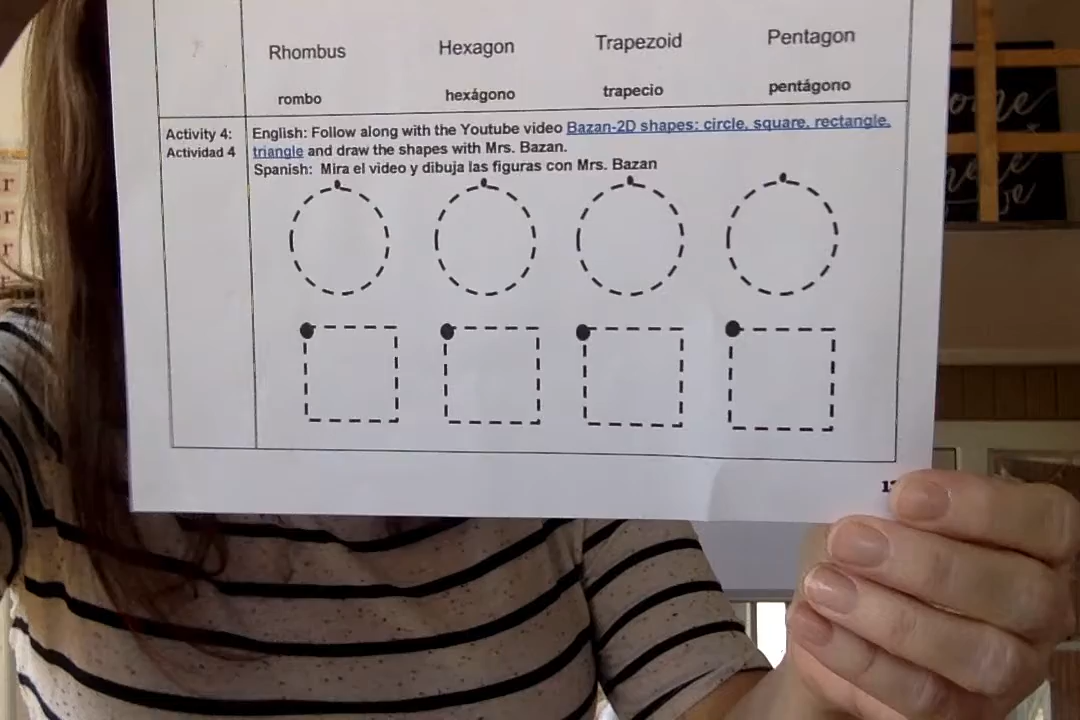 Rhombus Hexagon Trapezoid Pentagon
rombo hexágono trapecio pentágono
Activity 4:
Actividad 4
English: Follow along with the Youtube video Bazan-2D shapes: circle, square, rectangle,
triangle and draw the shapes with Mrs. Bazan.
Spanish: Mira el video y dibuja las figuras con Mrs. Bazan
r
r
r
r